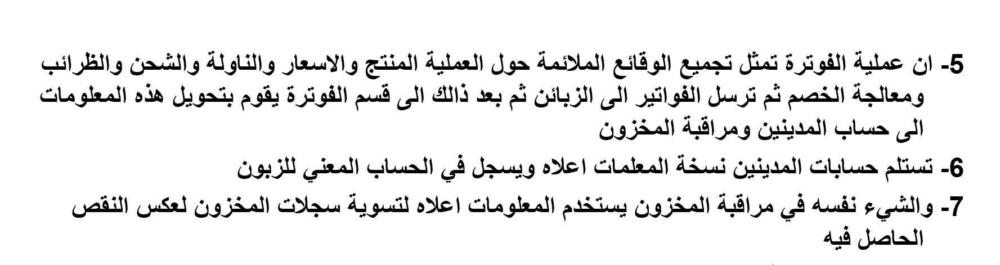 5- ان عملية الفوترة تمثل تجميع الوقائع الملائمة حول العملية المنتج والاسعار والناولة والشحن والظرائب
ومعالجة الخصم ثم ترسل الفواتير الى الزبائن ثم بعد ذالك الى قسم الفوترة يقوم بتحويل هذه المعلومات
الى حساب المدينين ومراقبة المخزون
6- تستلم حسابات المدينين نسخة المعلمات اعلاه ويسجل في الحساب المعني للزبون
7- والشيء نفسه في مراقبة المخزون يستخدم المعلومات اعلاه لتسوية سجلات المخزون لعكس النقص
الحاصل فيه